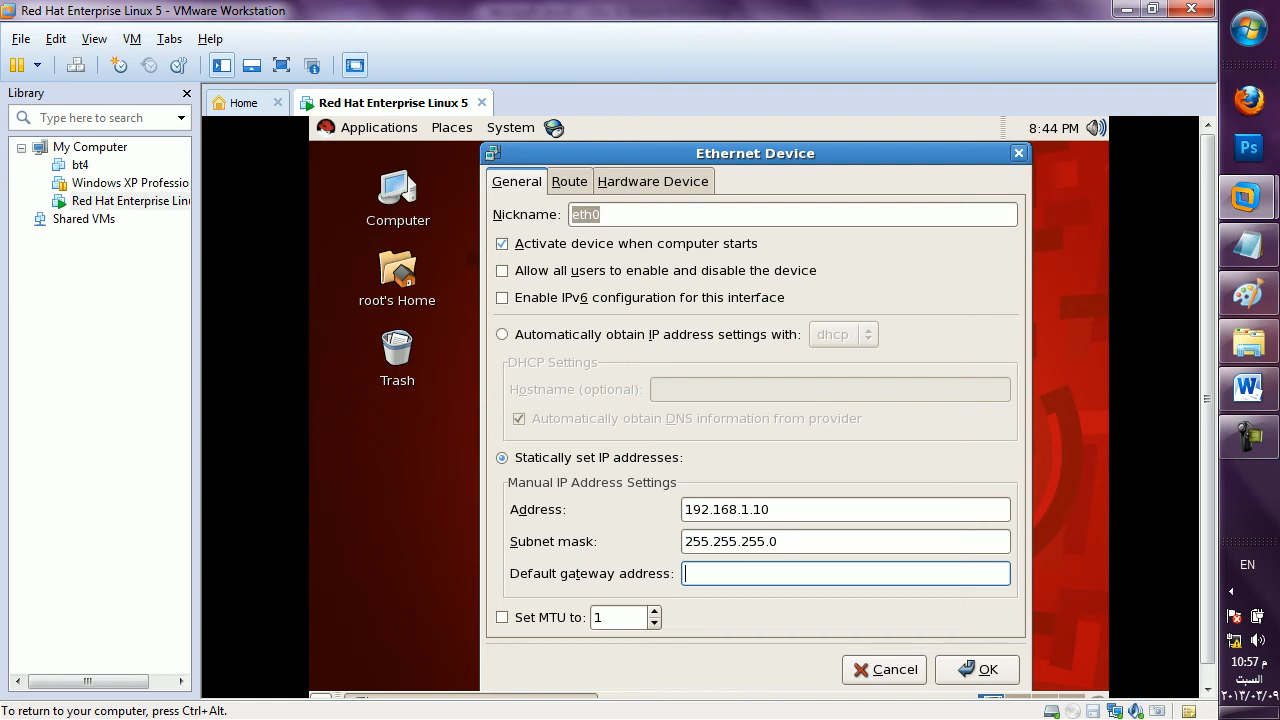 Red Hat Enterprise Linux 5 - VMware Workstation
File Edit View VM Tabs Help
Library
Type here to search
My Computer
bt4
Windows XP Professio
Red Hat Enterprise Linu
Shared VMs
Home
Red Hat Enterprise Linux 5
Applications Places System
8:44 PM
Computer
root's Home
Trash
Ethernet Device
General Route Hardware Device
Nickname: eth0
Activate device when computer starts
Allow all users to enable and disable the device
Enable IPv6 configuration for this interface
Automatically obtain IP address settings with: dhcp
DHCP Settings
Hostname (optional):
Automatically obtain DNS information from provider
Statically set IP addresses:
Manual IP Address Settings
Address: 192.168.1.10
Subnet mask: 255.255.255.0
Default gateway address:
Set MTU to: 1
Cancel OK
To return to your computer, press Ctrl+Alt.
Ps
W
EN
10:57 م
السبت
٢٠١٣/٠٣/٠٩